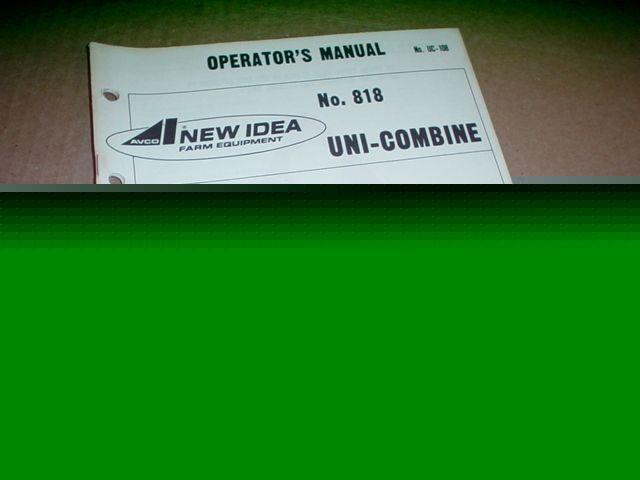 OPERATOR'S MANUAL
No. UC-108
No. 818
AVCO
®
NEW IDEA
FARM EQUIPMENT
UNI-COMBINE